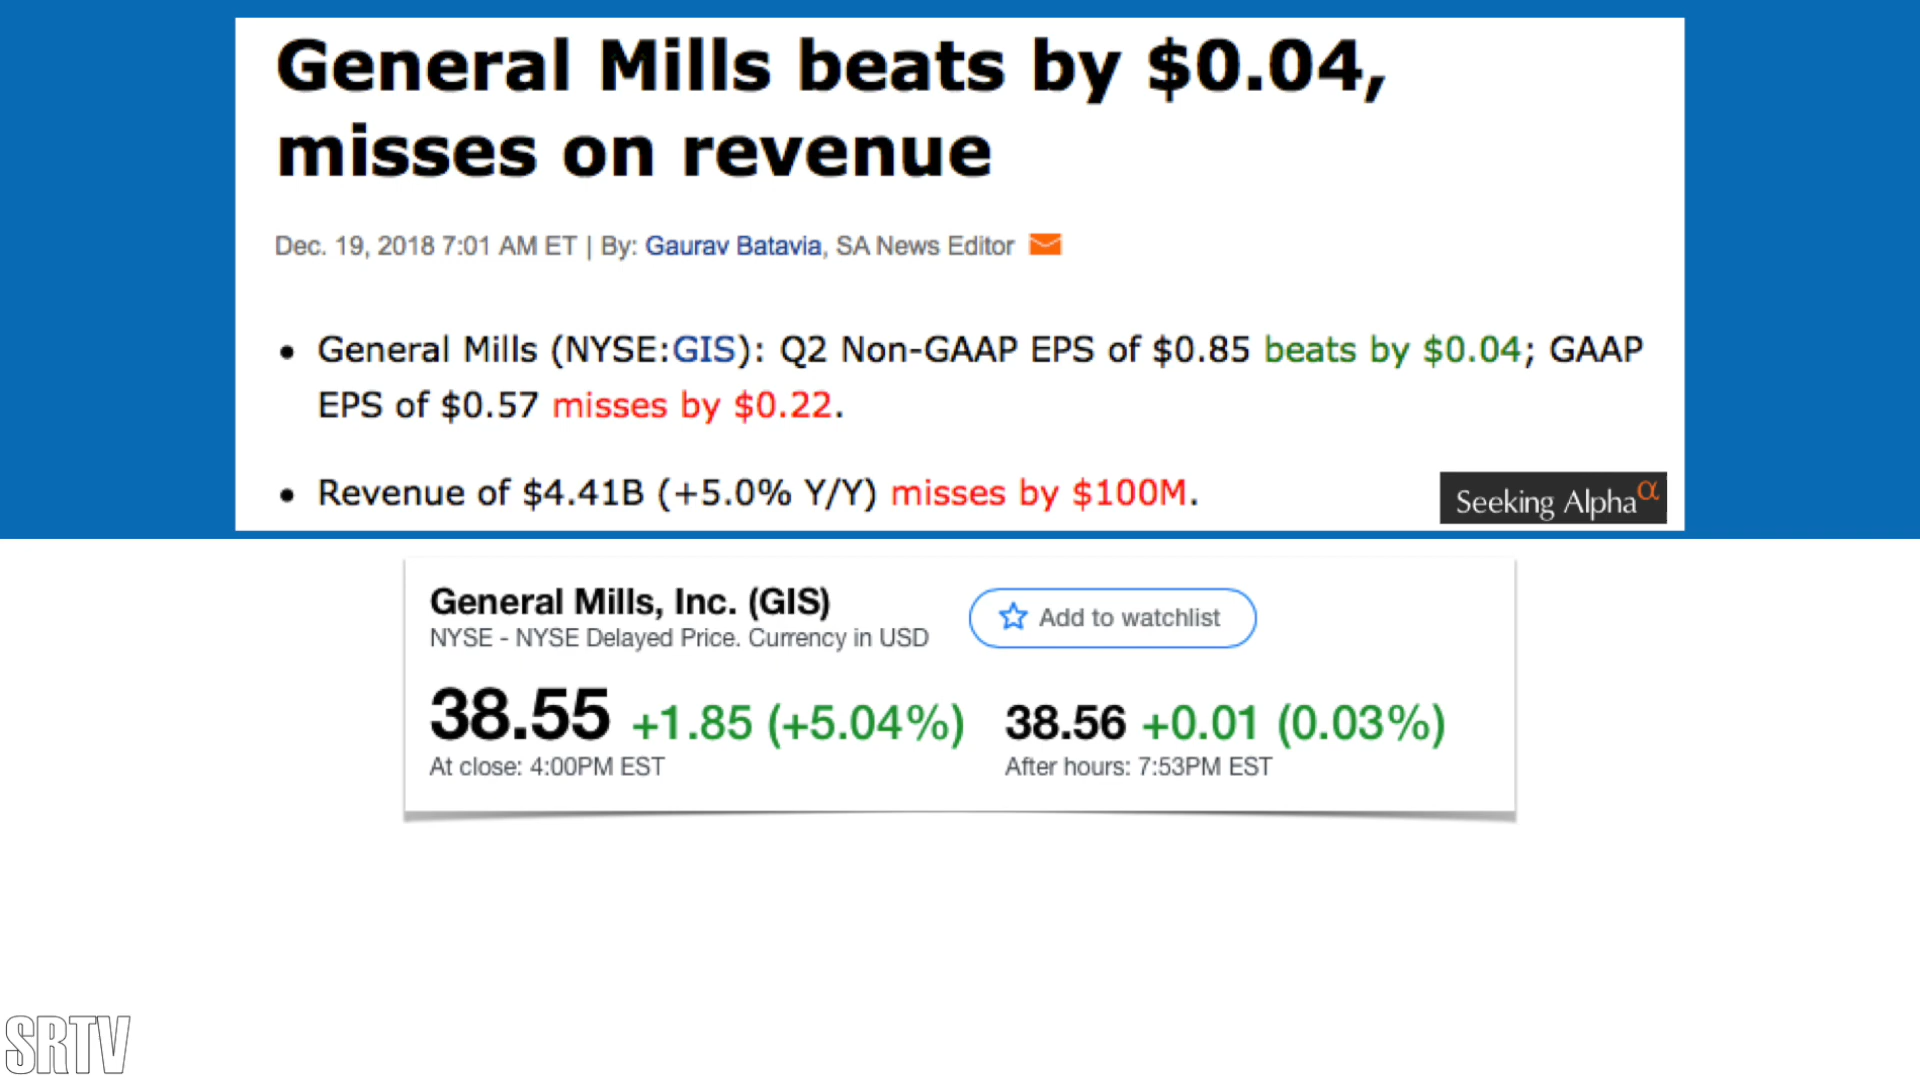 General Mills beats by $0.04,
misses on revenue
Dec. 19, 2018 7:01 AM ET | By: Gaurav Batavia, SA News Editor
• General Mills (NYSE:GIS): Q2 Non-GAAP EPS of $0.85 beats by $0.04; GAAP
EPS of $0.57 misses by $0.22.
• Revenue of $4.41B (+5.0% Y/Y) misses by $100M.
Seeking Alpha α
General Mills, Inc. (GIS)
Add to watchlist
NYSE - NYSE Delayed Price. Currency in USD
38.55 +1.85 (+5.04%) 38.56 +0.01 (0.03%)
At close: 4:00PM EST After hours: 7:53PM EST
SRTV